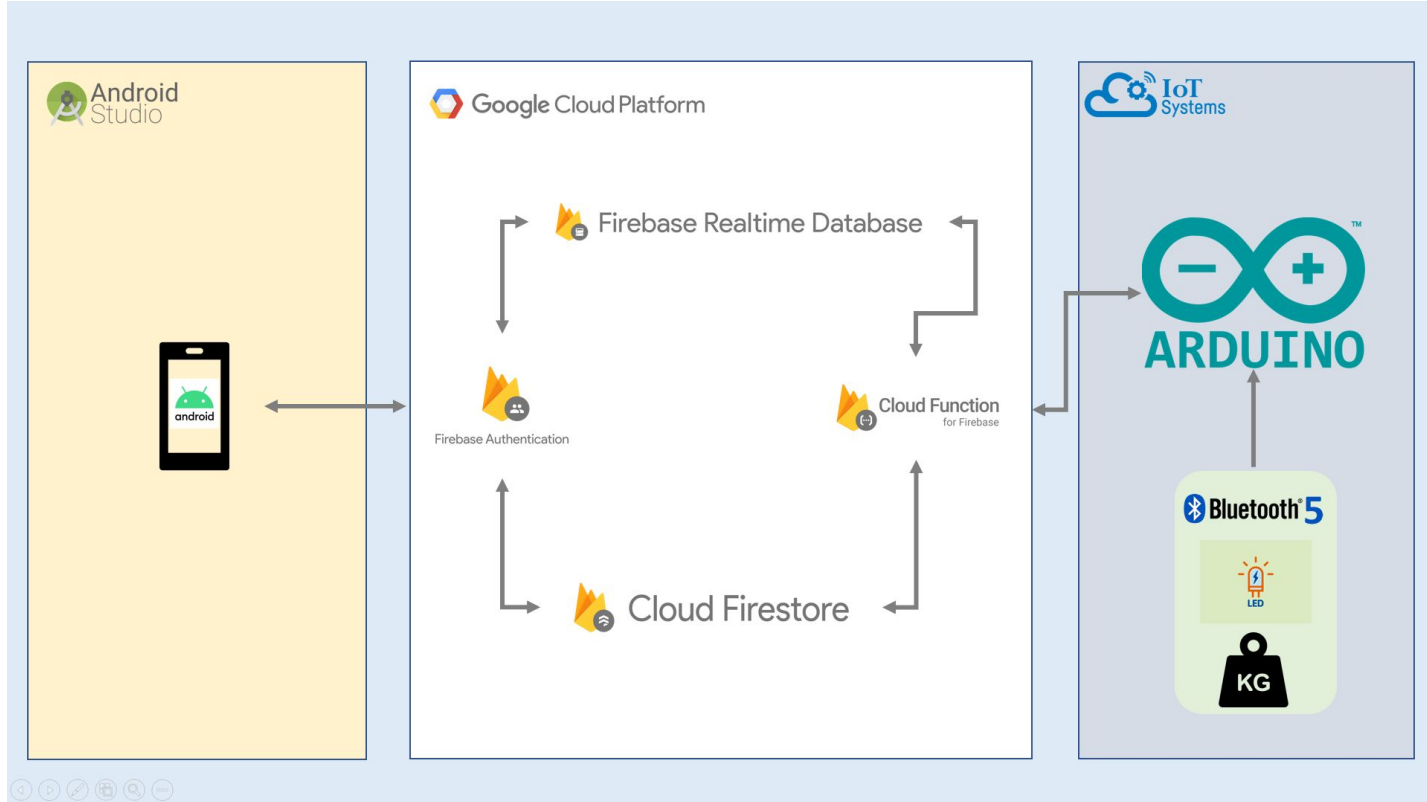 Android
Studio
android
Google Cloud Platform
Firebase Realtime Database
Firebase Authentication
Cloud Function
for Firebase
Cloud Firestore
IoT
Systems
TM
ARDUINO
Bluetooth® 5
LED
KG